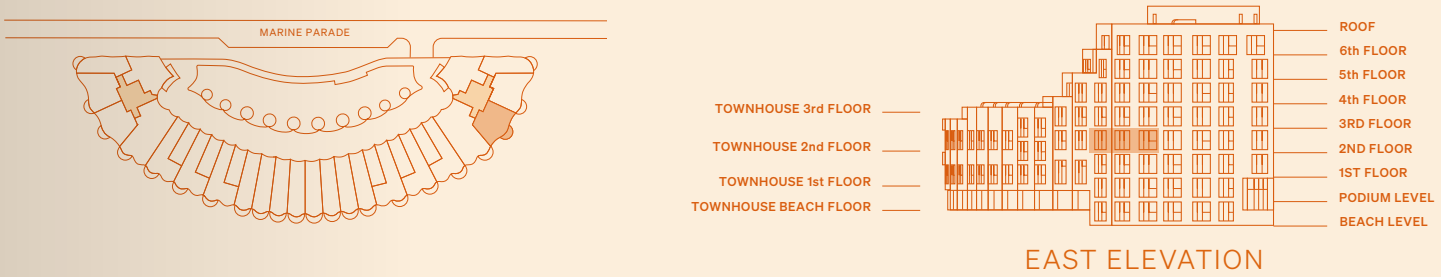 MARINE PARADE
TOWNHOUSE 3rd FLOOR
TOWNHOUSE 2nd FLOOR
TOWNHOUSE 1st FLOOR
TOWNHOUSE BEACH FLOOR
ROOF
6th FLOOR
5th FLOOR
4th FLOOR
3RD FLOOR
2ND FLOOR
1ST FLOOR
PODIUM LEVEL
BEACH LEVEL
EAST ELEVATION